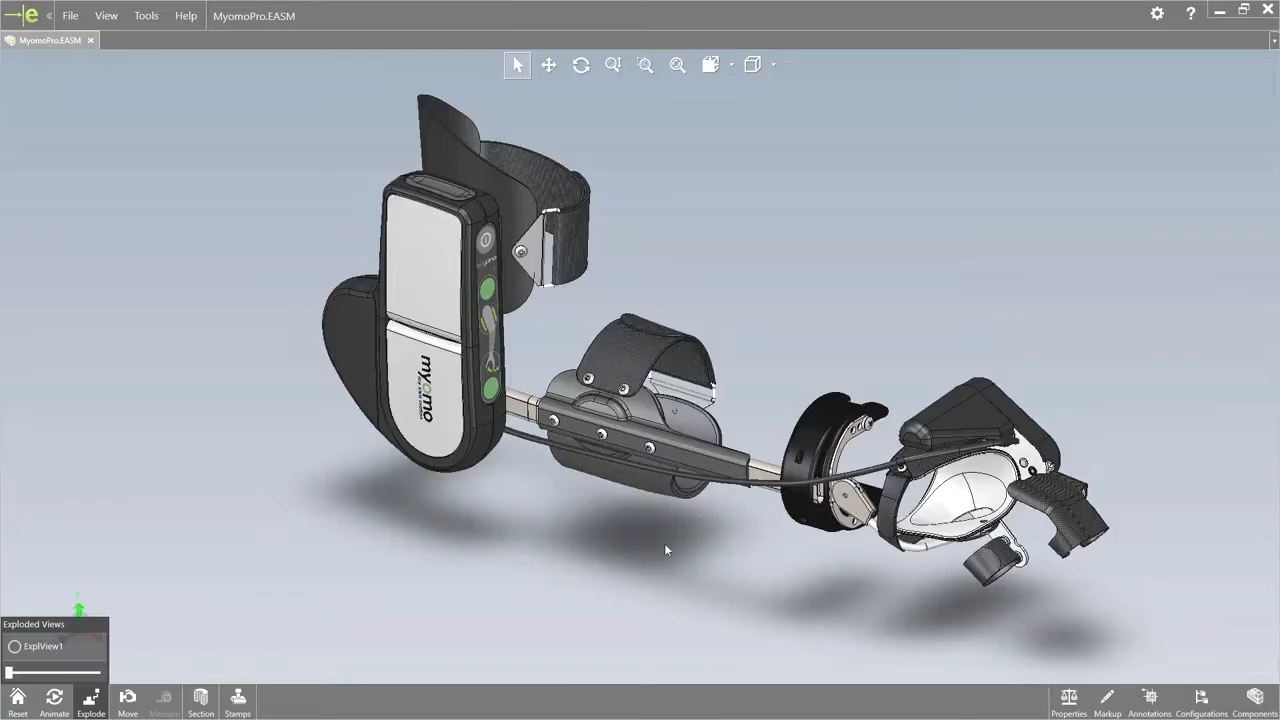 File View Tools Help MyomoPro.EASM
MyomoPro.EASM
myomo
Exploded Views
ExplView1
Reset Animate Explode Move Measure Section Stamps
Properties Markup Annotations Configurations Components